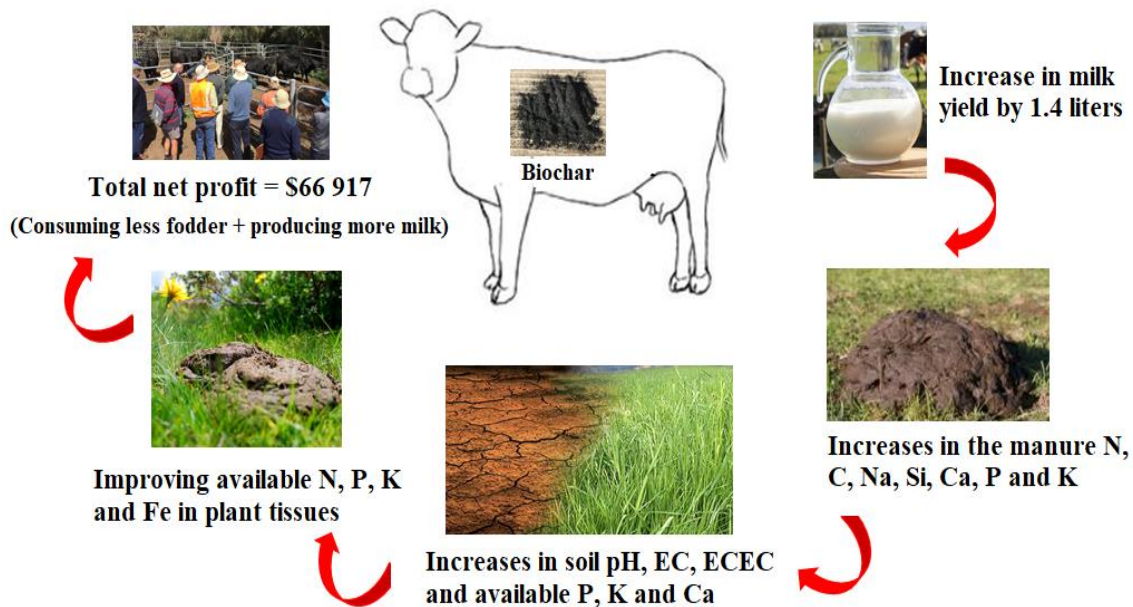 Biochar
Increase in milk
yield by 1.4 liters
Increases in the manure N,
C, Na, Si, Ca, P and K
Increases in soil pH, EC, ECEC
and available P, K and Ca
Improving available N, P, K
and Fe in plant tissues
Total net profit = $66 917
(Consuming less fodder + producing more milk)